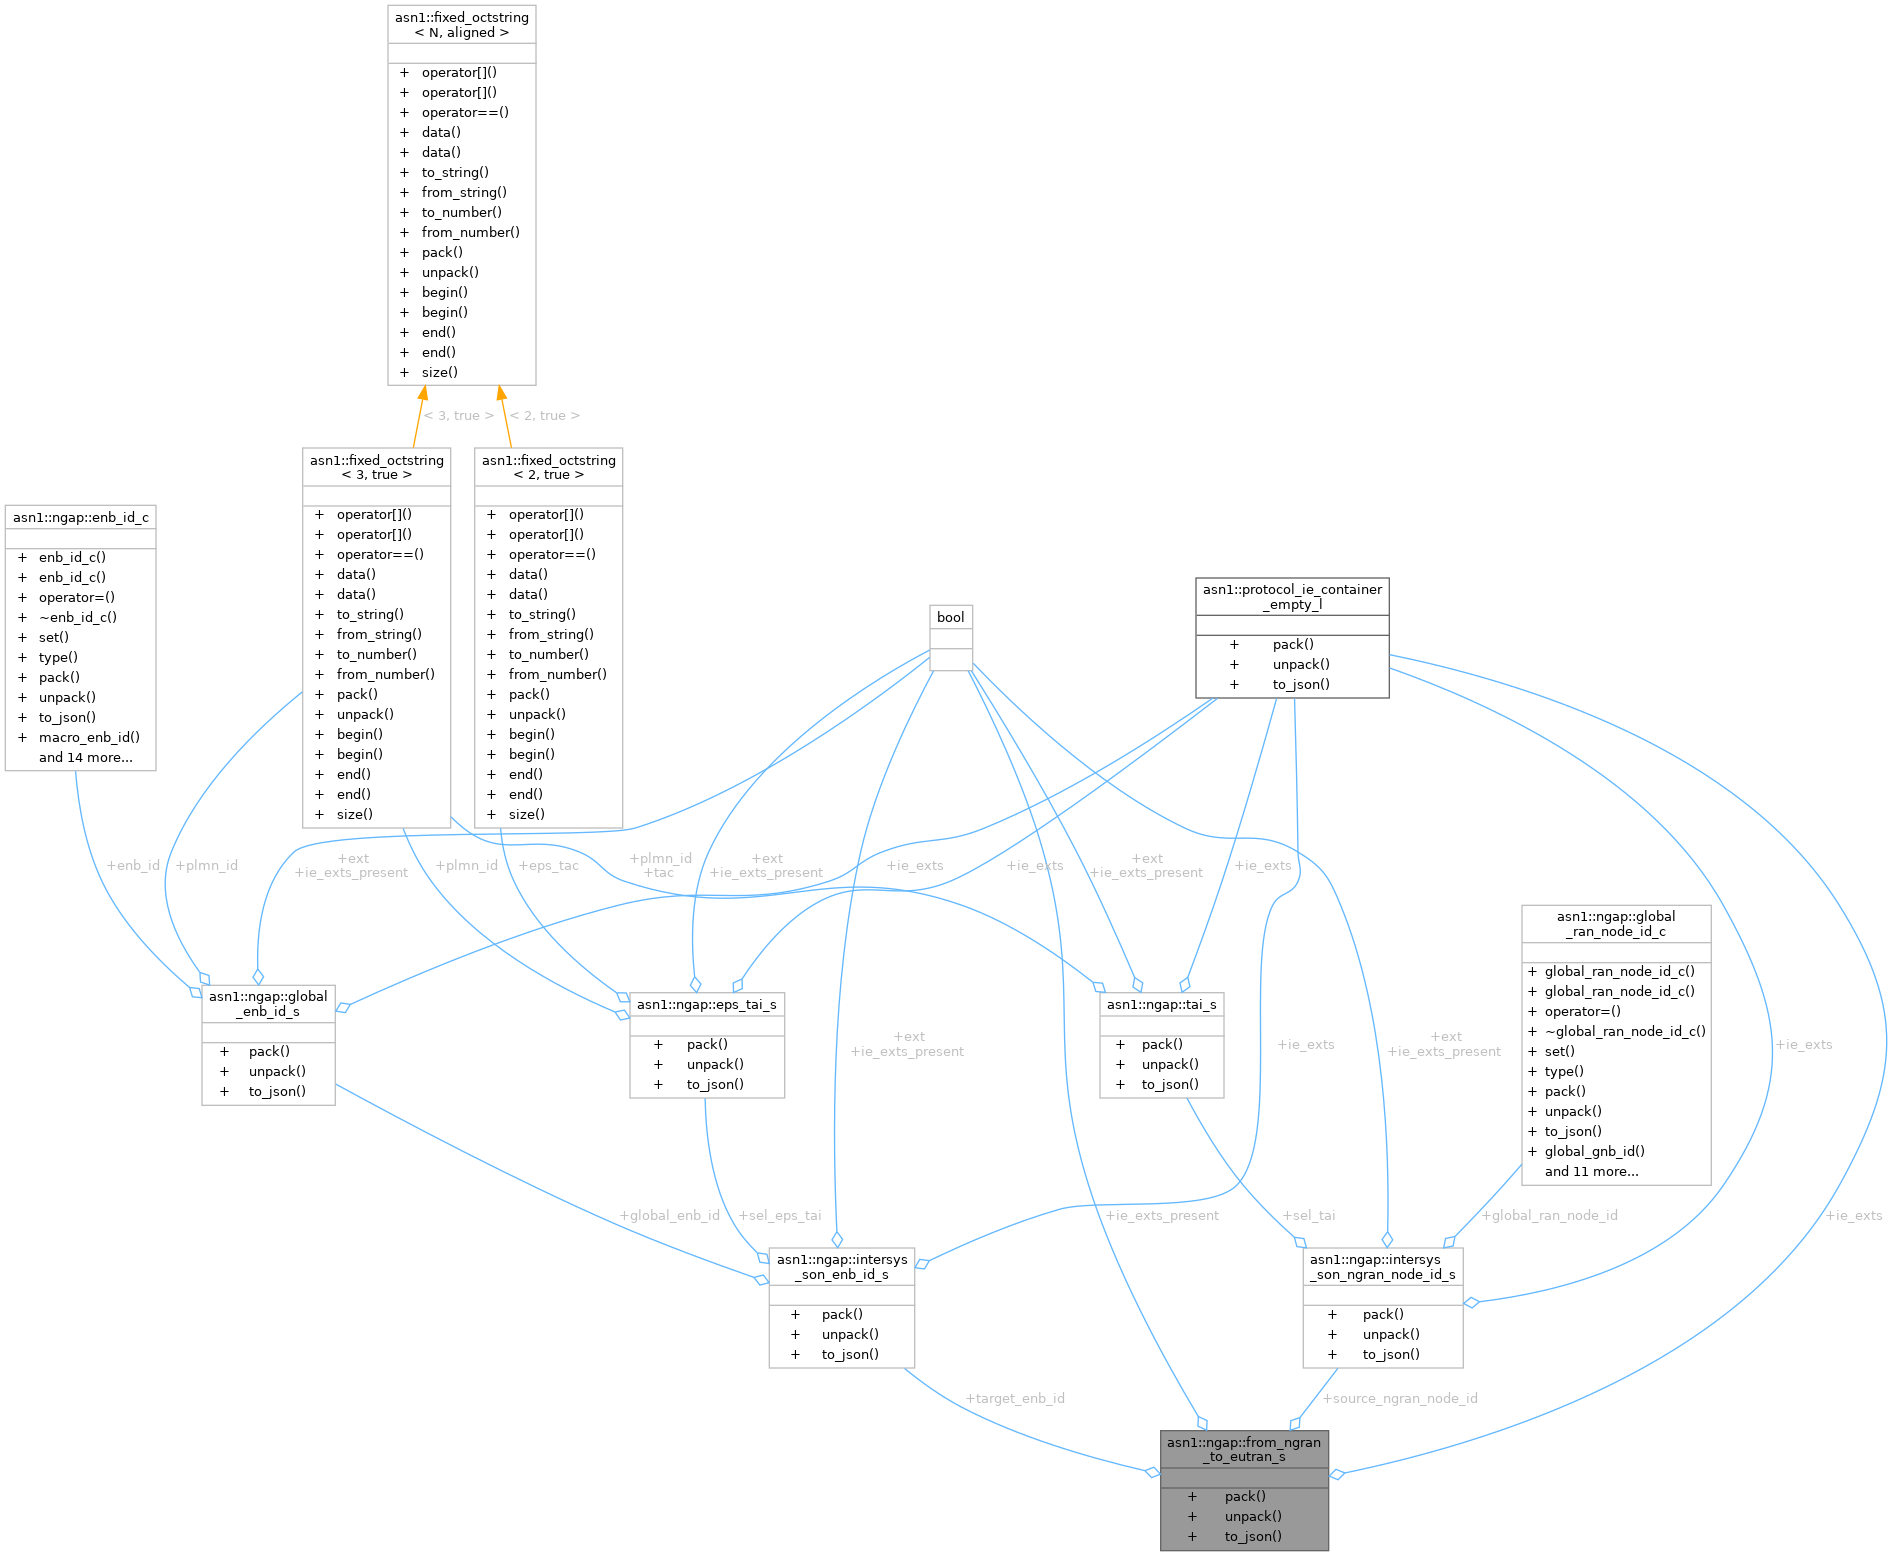 asn1::fixed_octstring
< N, aligned >
+ operator[]()
+ operator[]()
+ operator==()
+ data()
+ data()
+ to_string()
+ from_string()
+ to_number()
+ from_number()
+ pack()
+ unpack()
+ begin()
+ begin()
+ end()
+ end()
+ size()
< 3, true >
< 2, true >
asn1::fixed_octstring
< 3, true >
+ operator[]()
+ operator[]()
+ operator==()
+ data()
+ data()
+ to_string()
+ from_string()
+ to_number()
+ from_number()
+ pack()
+ unpack()
+ begin()
+ begin()
+ end()
+ end()
+ size()
asn1::fixed_octstring
< 2, true >
+ operator[]()
+ operator[]()
+ operator==()
+ data()
+ data()
+ to_string()
+ from_string()
+ to_number()
+ from_number()
+ pack()
+ unpack()
+ begin()
+ begin()
+ end()
+ end()
+ size()
asn1::ngap::enb_id_c
+ enb_id_c()
+ enb_id_c()
+ operator=()
+ ~enb_id_c()
+ set()
+ type()
+ pack()
+ unpack()
+ to_json()
+ macro_enb_id()
and 14 more...
bool
asn1::protocol_ie_container
_empty_l
+ pack()
+ unpack()
+ to_json()
+enb_id
+plmn_id
+ext
+ie_exts_present
+plmn_id
+eps_tac
+plmn_id
+tac
+ext
+ie_exts_present
+ie_exts
+ie_exts
+ext
+ie_exts_present
+ie_exts
asn1::ngap::global
_ran_node_id_c
+ global_ran_node_id_c()
+ global_ran_node_id_c()
+ operator=()
+ ~global_ran_node_id_c()
+ set()
+ type()
+ pack()
+ unpack()
+ to_json()
+ global_gnb_id()
and 11 more...
asn1::ngap::global
_enb_id_s
+ pack()
+ unpack()
+ to_json()
asn1::ngap::eps_tai_s
+ pack()
+ unpack()
+ to_json()
asn1::ngap::tai_s
+ pack()
+ unpack()
+ to_json()
+ext
+ie_exts_present
+ie_exts
+ext
+ie_exts_present
+ie_exts
+global_enb_id
+sel_eps_tai
+ie_exts_present
+sel_tai
+global_ran_node_id
+ie_exts
asn1::ngap::intersys
_son_enb_id_s
+ pack()
+ unpack()
+ to_json()
asn1::ngap::intersys
_son_ngran_node_id_s
+ pack()
+ unpack()
+ to_json()
+target_enb_id
+source_ngran_node_id
asn1::ngap::from_ngran
_to_eutran_s
+ pack()
+ unpack()
+ to_json()